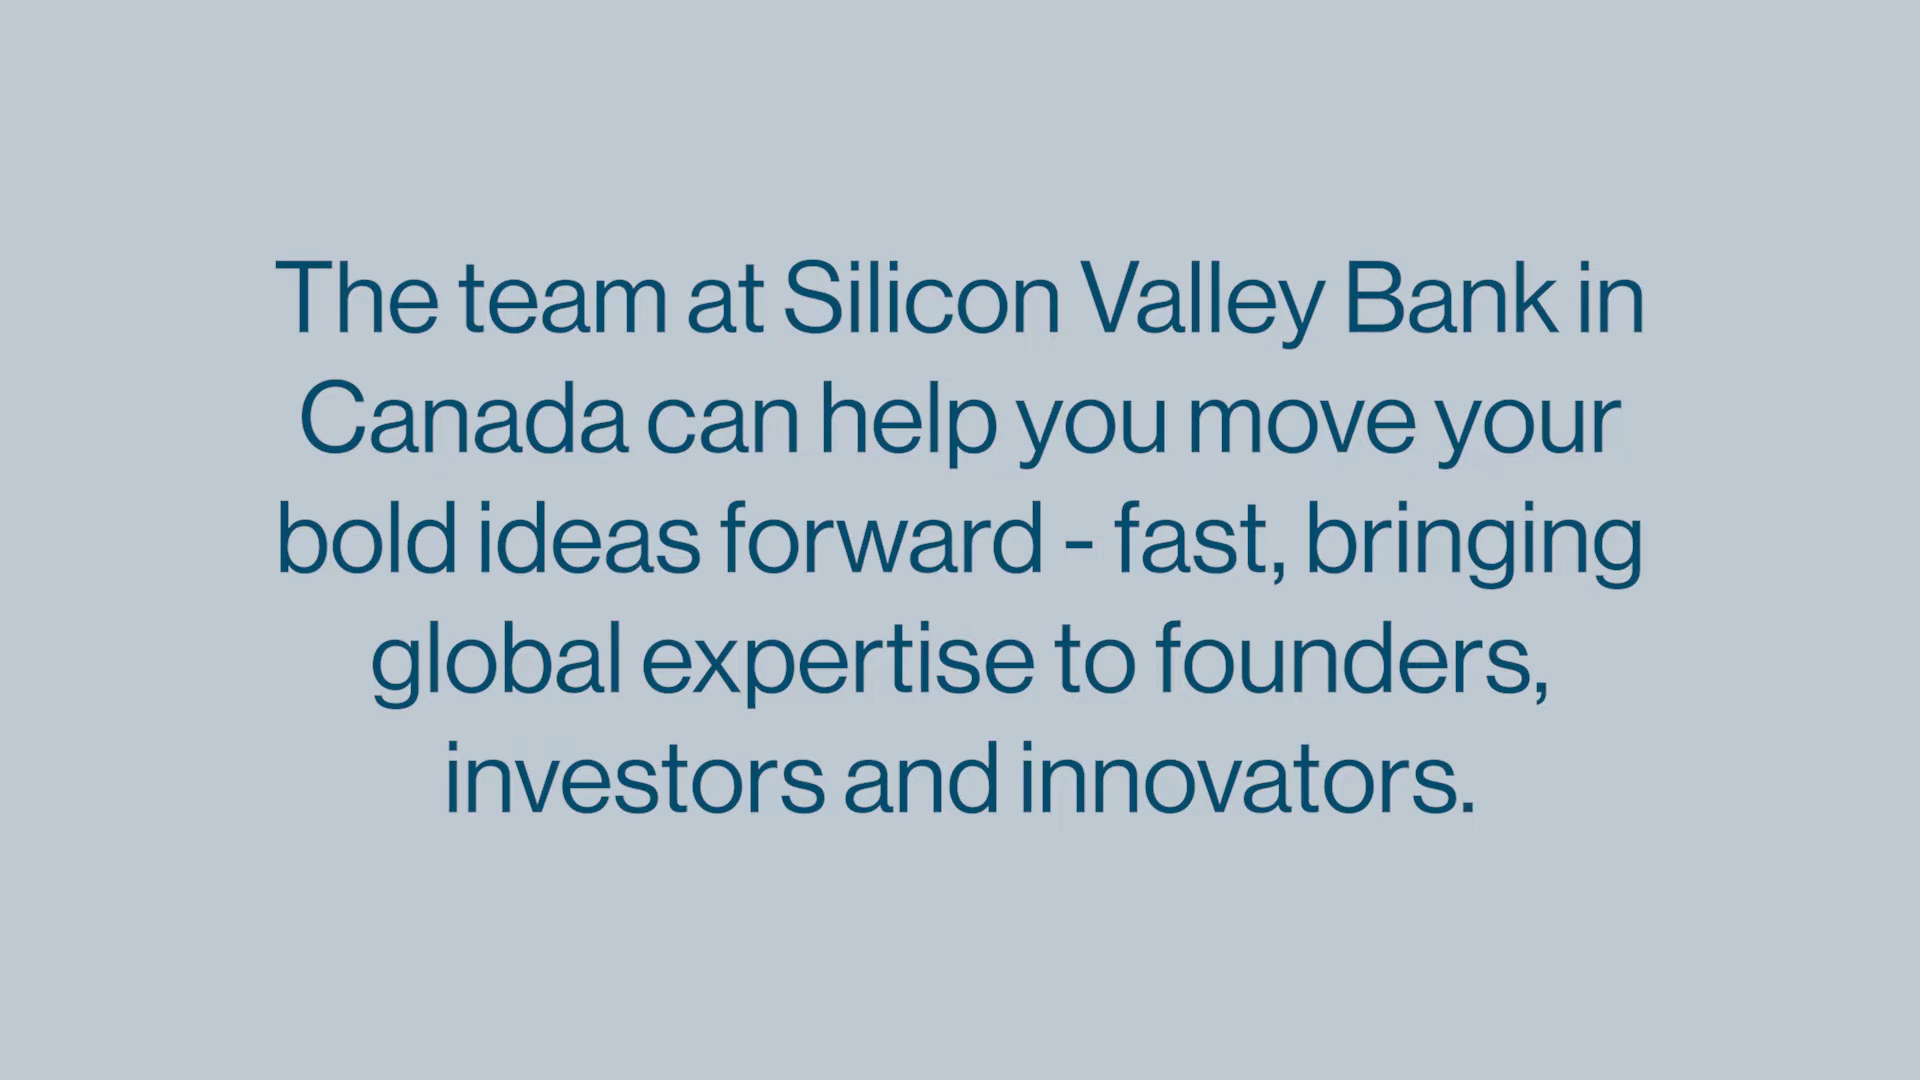 The team at Silicon Valley Bank in
Canada can help you move your
bold ideas forward - fast, bringing
global expertise to founders,
investors and innovators.